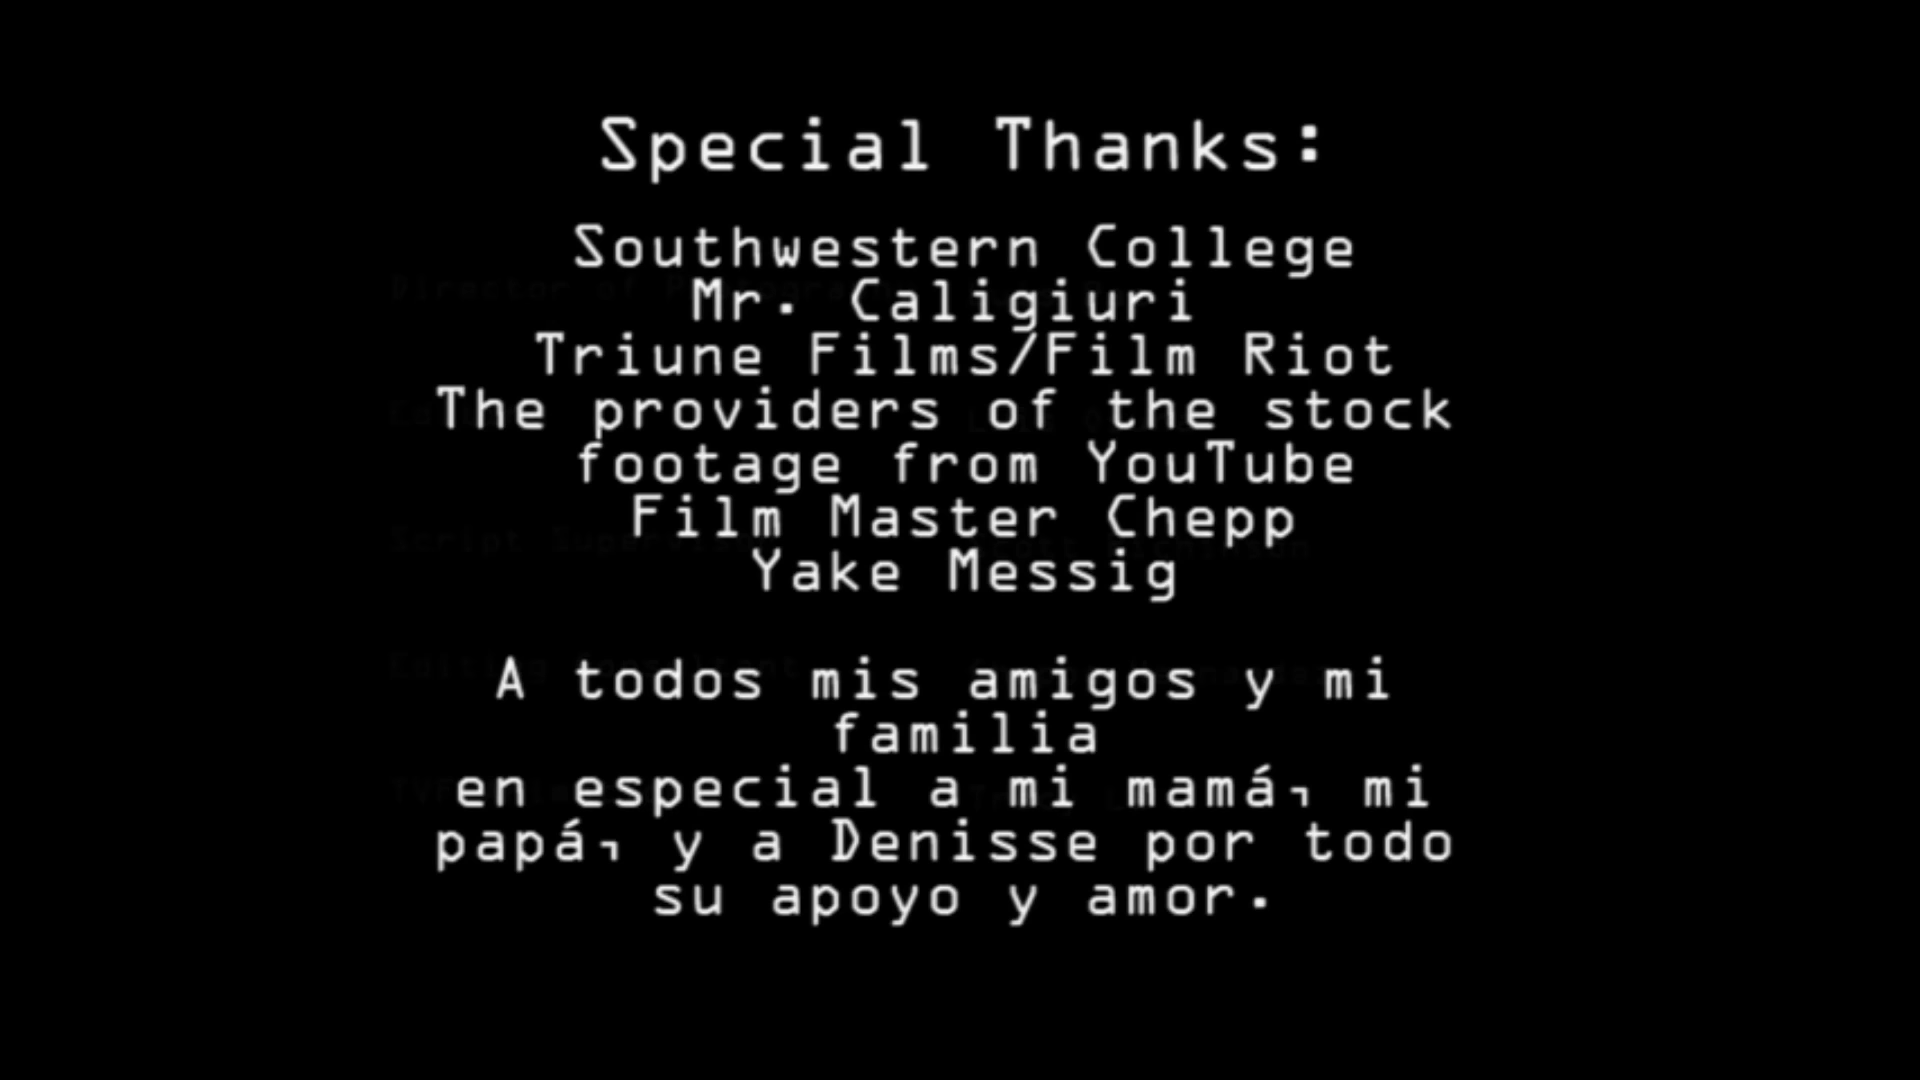 Special Thanks:
Southwestern College
Mr. Caligiuri
Triune Films/Film Riot
The providers of the stock
footage from YouTube
Film Master Chepp
Yake Messig
A todos mis amigos y mi
familia
en especial a mi mamá, mi
papá, y a Denisse por todo
su apoyo y amor.